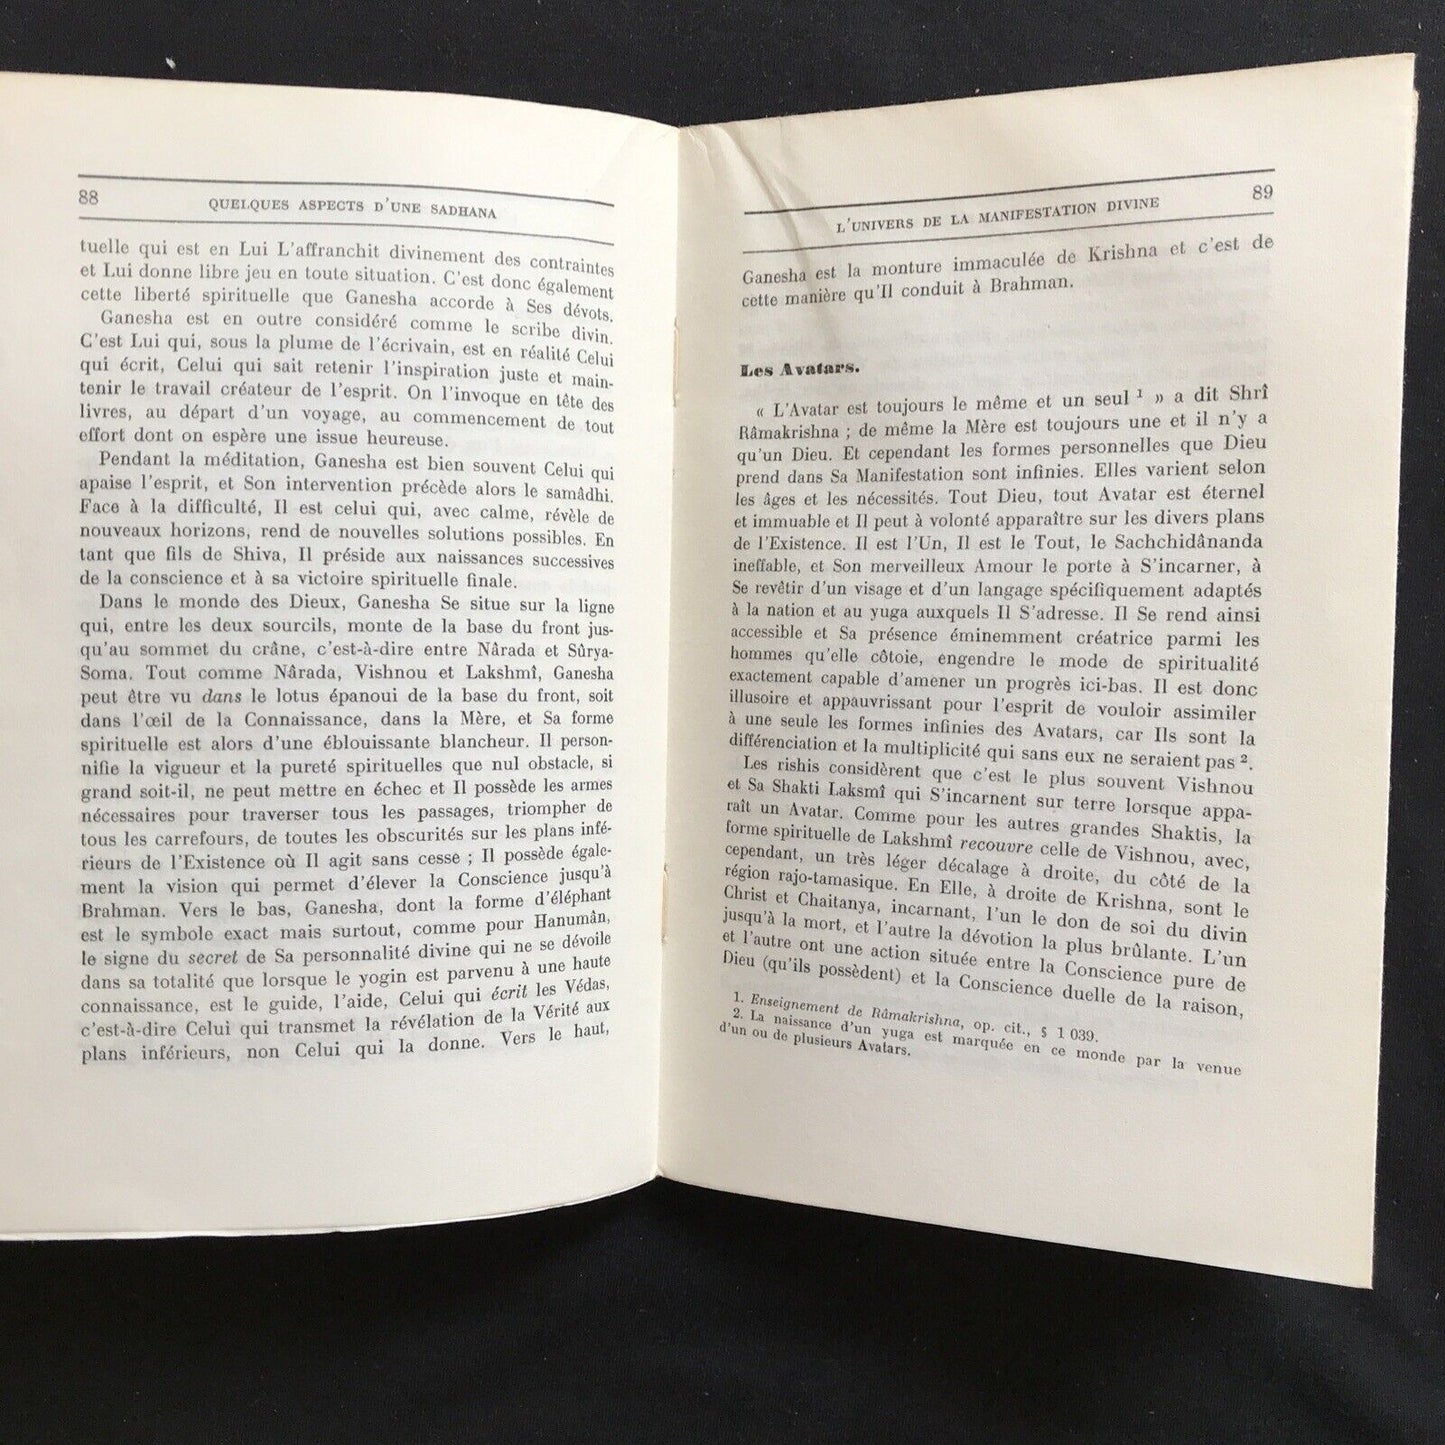 88
QUELQUES ASPECTS D'UNE SADHANA
tuelle qui est en Lui L'affranchit divinement des contraintes
et Lui donne libre jeu en toute situation. C'est donc également
cette liberté spirituelle que Ganesha accorde à Ses dévots.
Ganesha est en outre considéré comme le scribe divin.
C'est Lui qui, sous la plume de l'écrivain, est en réalité Celui
qui écrit, Celui qui sait retenir l'inspiration juste et main-
tenir le travail créateur de l'esprit. On l'invoque en tête des
livres, au départ d'un voyage, au commencement de tout
effort dont on espère une issue heureuse.
Pendant la méditation, Ganesha est bien souvent Celui qui
apaise l'esprit, et Son intervention précède alors le samâdhi.
Face à la difficulté, Il est celui qui, avec calme, révèle de
nouveaux horizons, rend de nouvelles solutions possibles. En
tant que fils de Shiva, Il préside aux naissances successives
de la conscience et à sa victoire spirituelle finale.
Dans le monde des Dieux, Ganesha Se situe sur la ligne
qui, entre les deux sourcils, monte de la base du front jus-
qu'au sommet du crâne, c'est-à-dire entre Nârada et Sûrya-
Soma. Tout comme Nârada, Vishnou et Lakshmî, Ganesha
peut être vu dans le lotus épanoui de la base du front, soit
dans l'œil de la Connaissance, dans la Mère, et Sa forme
spirituelle est alors d'une éblouissante blancheur. Il person-
nifie la vigueur et la pureté spirituelles que nul obstacle, si
grand soit-il, ne peut mettre en échec et Il possède les armes
nécessaires pour traverser tous les passages, triompher de
tous les carrefours, de toutes les obscurités sur les plans infé-
rieurs de l'Existence où Il agit sans cesse ; Il possède égale-
ment la vision qui permet d'élever la Conscience jusqu'à
Brahman. Vers le bas, Ganesha, dont la forme d'éléphant
est le symbole exact mais surtout, comme pour Hanumân,
le signe du secret de Sa personnalité divine qui ne se dévoile
dans sa totalité que lorsque le yogin est parvenu à une haute
connaissance, est le guide, l'aide, Celui qui écrit les Védas,
c'est-à-dire Celui qui transmet la révélation de la Vérité aux
plans inférieurs, non Celui qui la donne. Vers le haut,
L'UNIVERS DE LA MANIFESTATION DIVINE
89
Ganesha est la monture immaculée de Krishna et c'est de
cette manière qu'Il conduit à Brahman.
Les Avatars.
« L'Avatar est toujours le même et un seul 1 » a dit Shrî
Râmakrishna ; de même la Mère est toujours une et il n'y a
qu'un Dieu. Et cependant les formes personnelles que Dieu
prend dans Sa Manifestation sont infinies. Elles varient selon
les âges et les nécessités. Tout Dieu, tout Avatar est éternel
et immuable et Il peut à volonté apparaître sur les divers plans
de l'Existence. Il est l'Un, Il est le Tout, le Sachchidânanda
ineffable, et Son merveilleux Amour le porte à S'incarner, à
Se revêtir d'un visage et d'un langage spécifiquement adaptés
à la nation et au yuga auxquels Il S'adresse. Il Se rend ainsi
accessible et Sa présence éminemment créatrice parmi les
hommes qu'elle côtoie, engendre le mode de spiritualité
exactement capable d'amener un progrès ici-bas. Il est donc
illusoire et appauvrissant pour l'esprit de vouloir assimiler
à une seule les formes infinies des Avatars, car Ils sont la
différenciation et la multiplicité qui sans eux ne seraient pas 2.
Les rishis considèrent que c'est le plus souvent Vishnou
et Sa Shakti Laksmî qui S'incarnent sur terre lorsque appa-
raît un Avatar. Comme pour les autres grandes Shaktis, la
forme spirituelle de Lakshmî recouvre celle de Vishnou, avec,
cependant, un très léger décalage à droite, du côté de la
région rajo-tamasique. En Elle, à droite de Krishna, sont le
Christ et Chaitanya, incarnant, l'un le don de soi du divin
jusqu'à la mort, et l'autre la dévotion la plus brûlante. L'un
et l'autre ont une action située entre la Conscience pure de
Dieu (qu'ils possèdent) et la Conscience duelle de la raison,
1. Enseignement de Râmakrishna, op. cit., § 1 039.
2. La naissance d'un yuga est marquée en ce monde par la venue
d'un ou de plusieurs Avatars.